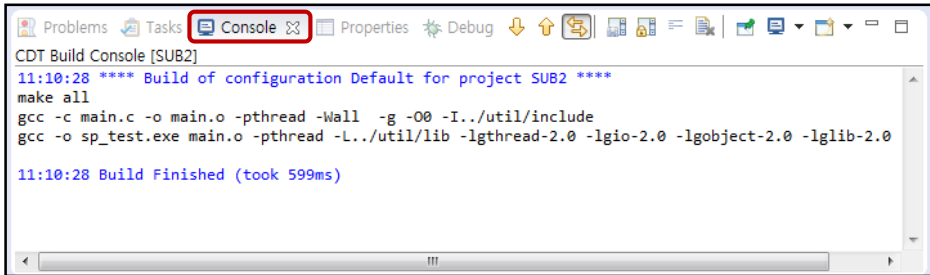 Problems Tasks Console Properties Debug
CDT Build Console [SUB2]
11:10:28 **** Build of configuration Default for project SUB2 ****
make all
gcc -c main.c -o main.o -pthread -Wall  -g -O0 -I../util/include
gcc -o sp_test.exe main.o -pthread -L../util/lib -lgthread-2.0 -lgio-2.0 -lgobject-2.0 -lglib-2.0
11:10:28 Build Finished (took 599ms)